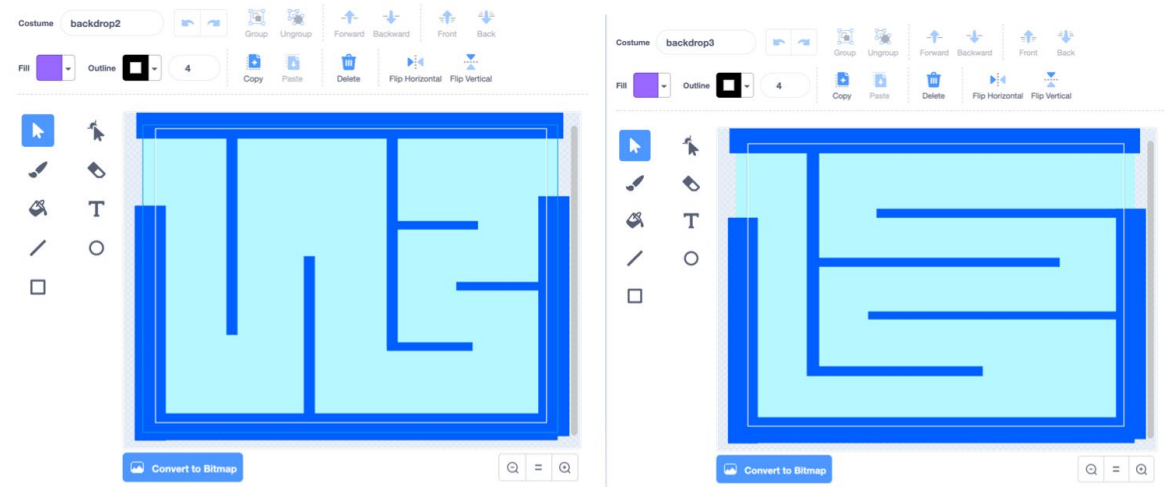 Costume backdrop2
Group Ungroup Forward Backward Front Back
Fill Outline 4
Copy Paste Delete Flip Horizontal Flip Vertical
T
Convert to Bitmap
=
Costume backdrop3
Group Ungroup Forward Backward Front Back
Fill Outline 4
Copy Paste Delete Flip Horizontal Flip Vertical
T
Convert to Bitmap
=